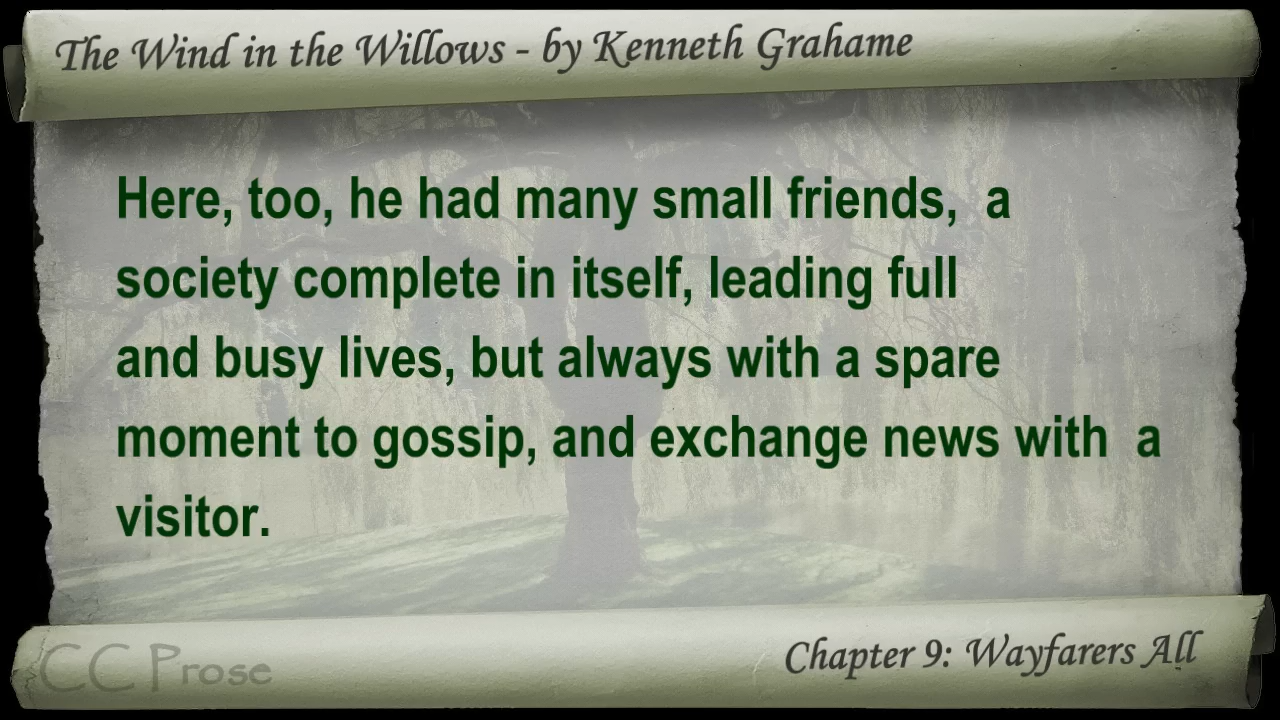 The Wind in the Willows - by Kenneth Grahame
Here, too, he had many small friends,  a
society complete in itself, leading full
and busy lives, but always with a spare
moment to gossip, and exchange news with  a
visitor.
CC Prose
Chapter 9: Wayfarers All